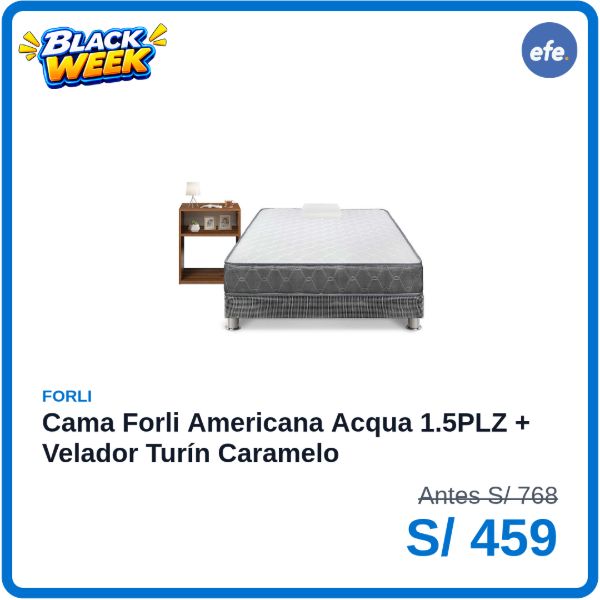 BLACK
WEEK
efe.
FORLI
Cama Forli Americana Acqua 1.5PLZ +
Velador Turín Caramelo
Antes S/ 768
S/ 459